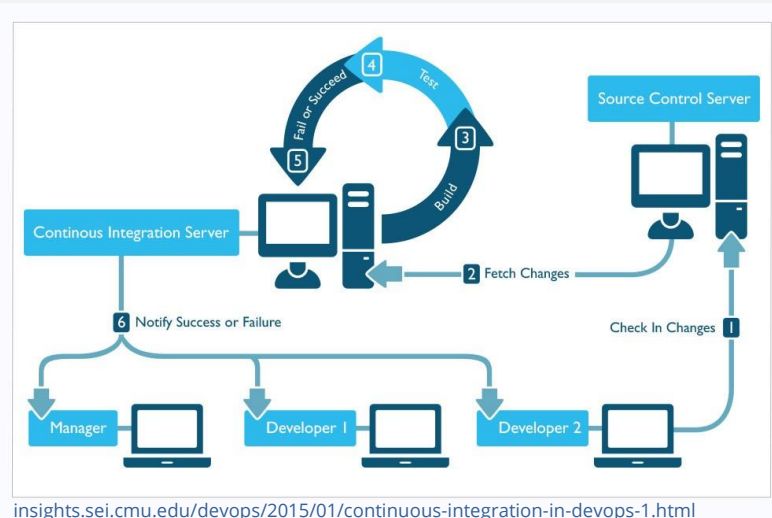 4
Test
Fail or Succeed
Source Control Server
3
5
Build
Continous Integration Server
2 Fetch Changes
6 Notify Success or Failure
Check In Changes 1
Manager
Developer 1
Developer 2
insights.sei.cmu.edu/devops/2015/01/continuous-integration-in-devops-1.html